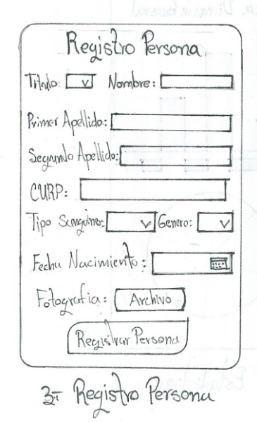 Registro Persona
Titulo: Nombre:
Primer Apellido:
Segundo Apellido:
CURP:
Tipo Sanguineo: Genero:
Fecha Nacimiento:
Fotografia: Archivo
Registrar Persona
3- Registro Persona